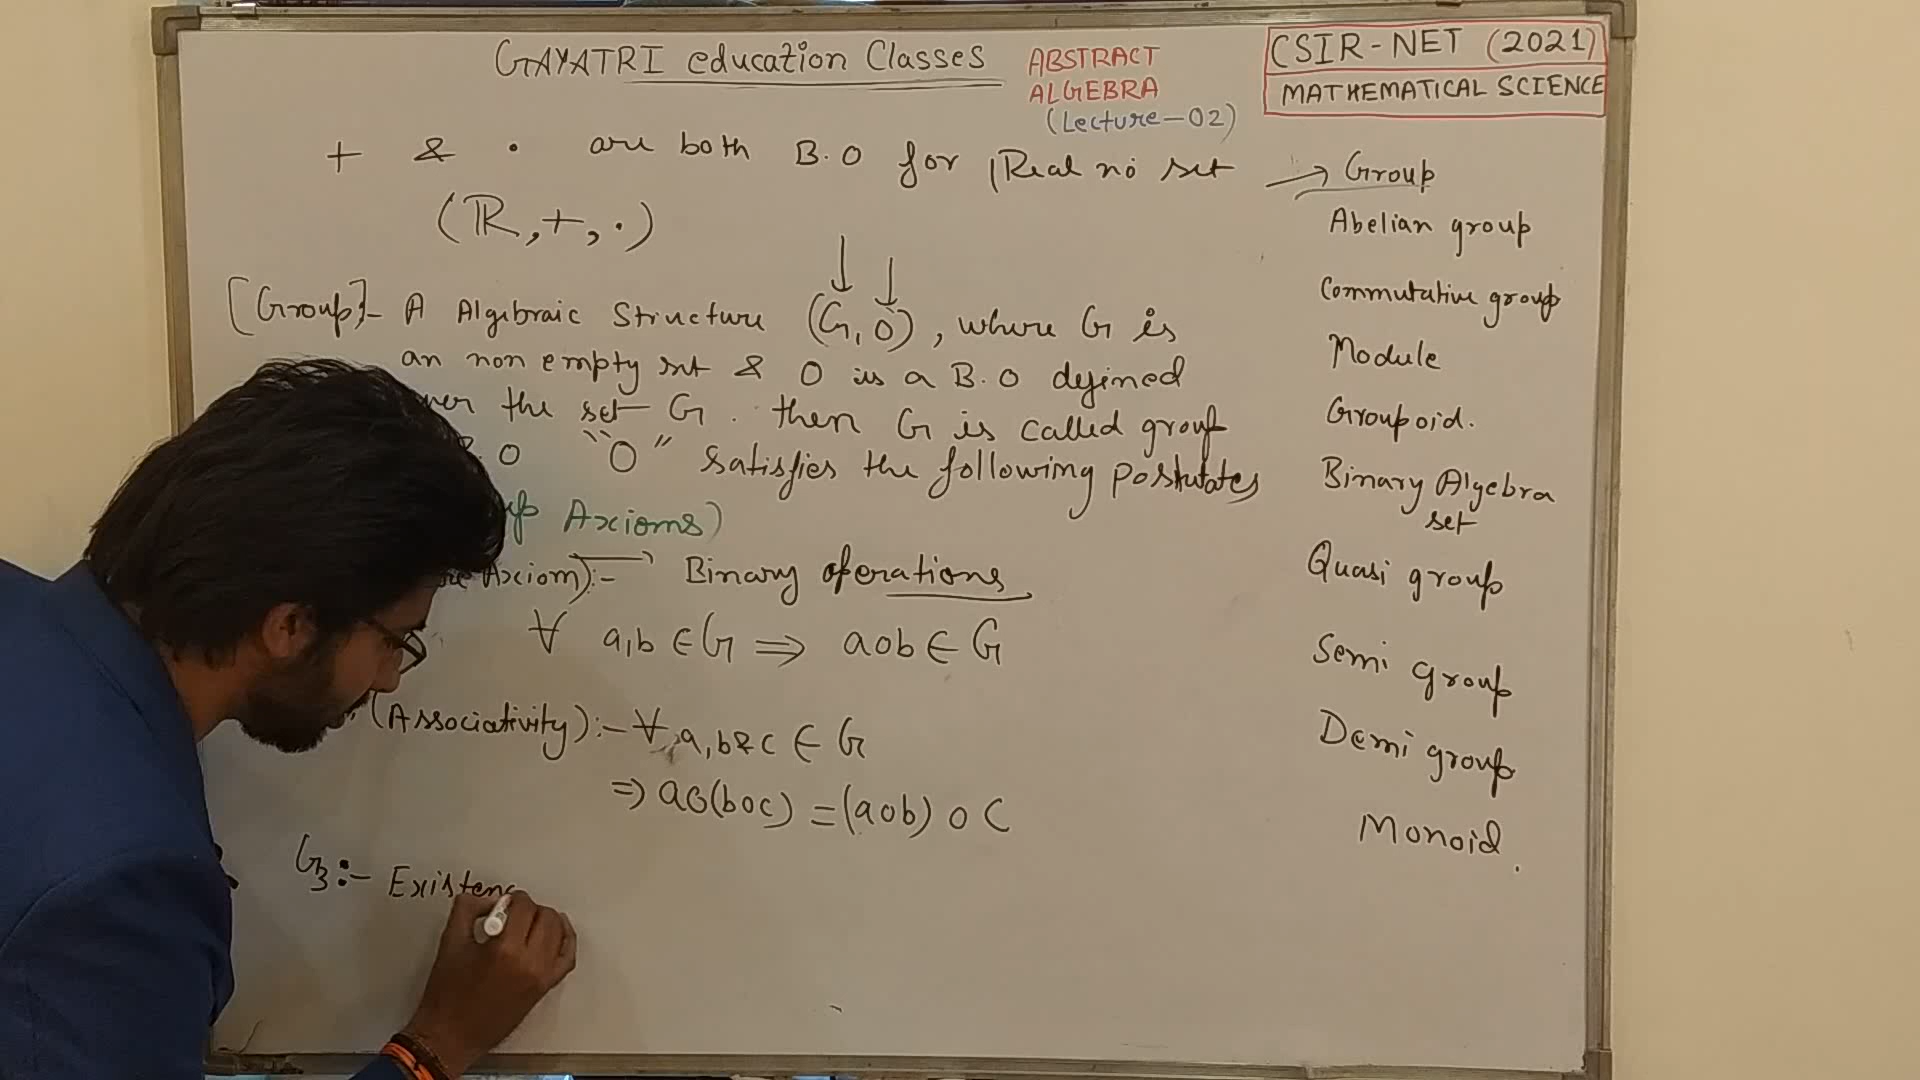 GAYATRI education Classes
ABSTRACT
ALGEBRA
(Lecture-02)
CSIR-NET (2021)
MATHEMATICAL SCIENCE
+ & · are both B.O for Real no set
(ℝ,+,·)
[Group]- A Algebraic Structure (G, O), where G is
an non empty set & O is a B.O defined
the set G. then G is called group
O "O" satisfies the following postulates
Axioms)
Axiom):- Binary operations
∀ a,b ∈ G ⇒ aob ∈ G
(Associativity):- ∀ a,b&c ∈ G
⇒ ao(boc) = (aob) o C
G3:- Existenc
→ Group
Abelian group
Commutative group
Module
Groupoid.
Binary Algebra
set
Quasi group
Semi group
Demi group
Monoid.